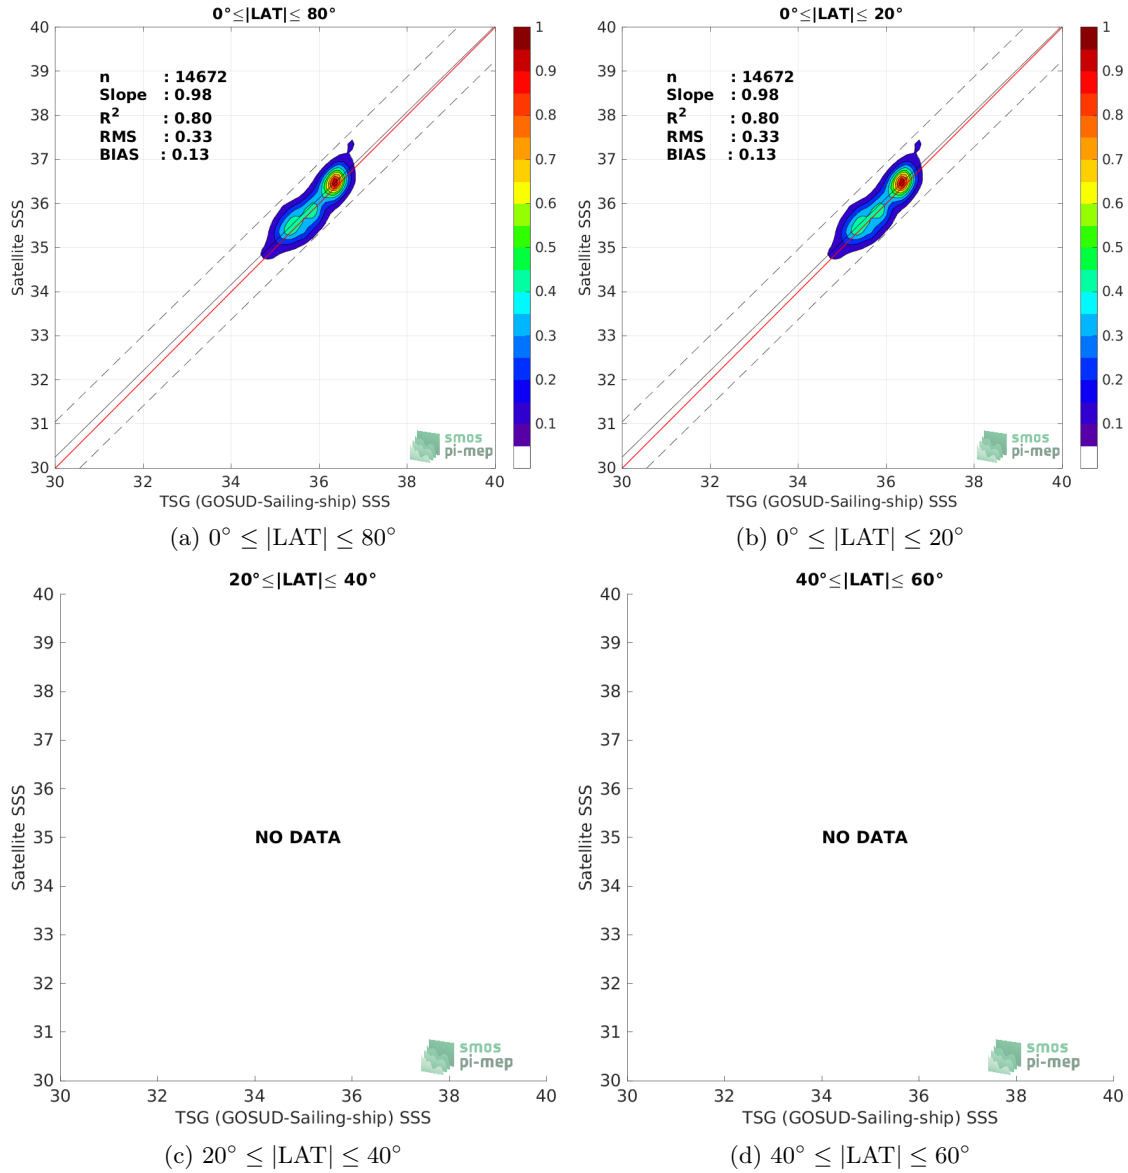 0°≤|LAT|≤ 80°
40
39
38
37
36
35
34
33
32
31
30
Satellite SSS
n : 14672
Slope : 0.98
R² : 0.80
RMS : 0.33
BIAS : 0.13
smos
pi-mep
1
0.9
0.8
0.7
0.6
0.5
0.4
0.3
0.2
0.1
30 32 34 36 38 40
TSG (GOSUD-Sailing-ship) SSS
(a) 0° ≤ |LAT| ≤ 80°
0°≤|LAT|≤ 20°
40
39
38
37
36
35
34
33
32
31
30
Satellite SSS
n : 14672
Slope : 0.98
R² : 0.80
RMS : 0.33
BIAS : 0.13
smos
pi-mep
1
0.9
0.8
0.7
0.6
0.5
0.4
0.3
0.2
0.1
30 32 34 36 38 40
TSG (GOSUD-Sailing-ship) SSS
(b) 0° ≤ |LAT| ≤ 20°
20°≤|LAT|≤ 40°
40
39
38
37
36
35
34
33
32
31
30
Satellite SSS
NO DATA
smos
pi-mep
30 32 34 36 38 40
TSG (GOSUD-Sailing-ship) SSS
(c) 20° ≤ |LAT| ≤ 40°
40°≤|LAT|≤ 60°
40
39
38
37
36
35
34
33
32
31
30
Satellite SSS
NO DATA
smos
pi-mep
30 32 34 36 38 40
TSG (GOSUD-Sailing-ship) SSS
(d) 40° ≤ |LAT| ≤ 60°